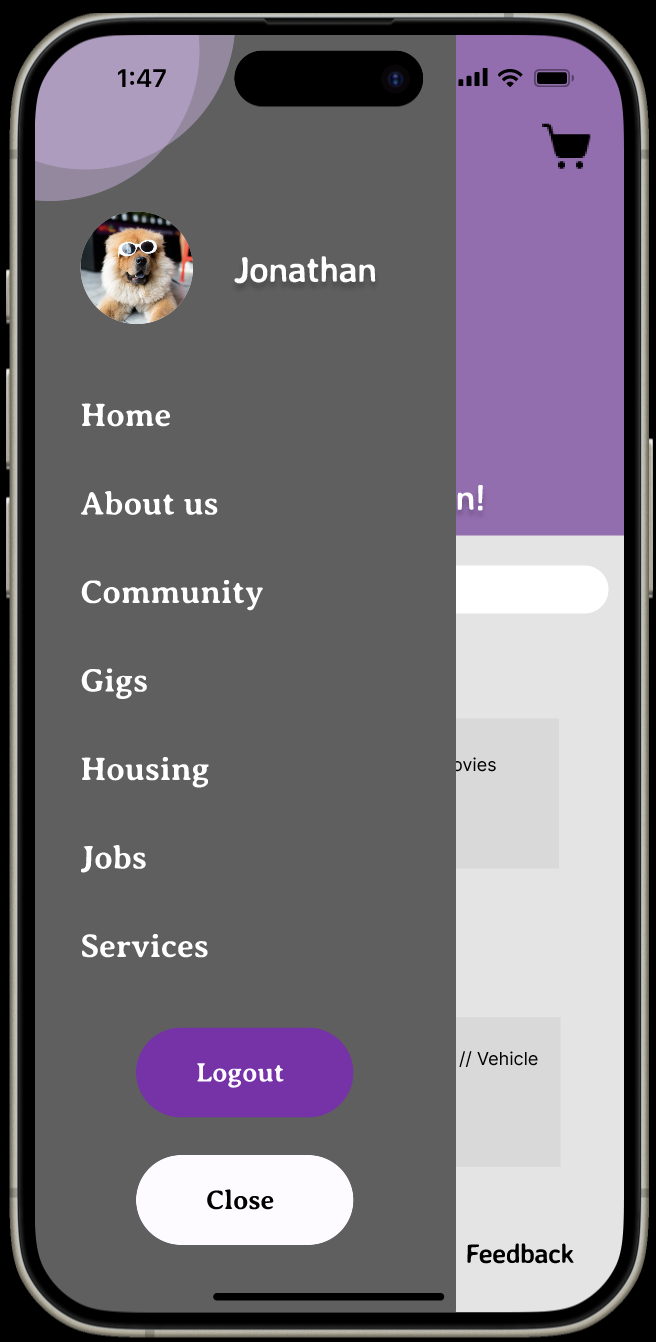 1:47
Jonathan
Home
About us
n!
Community
Gigs
Housing
ovies
Jobs
Services
// Vehicle
Logout
Close
Feedback